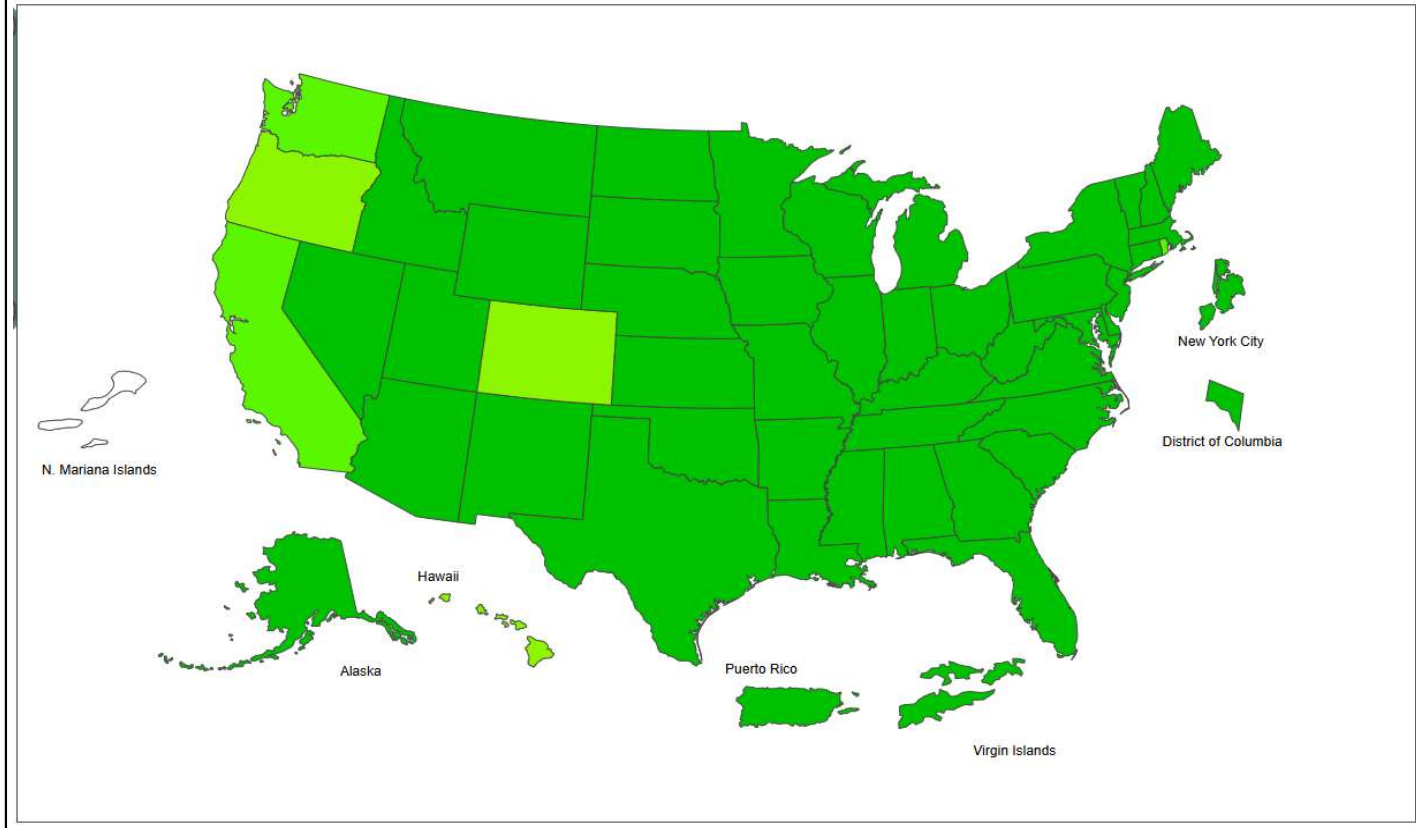 New York City
District of Columbia
N. Mariana Islands
Hawaii
Alaska
Puerto Rico
Virgin Islands